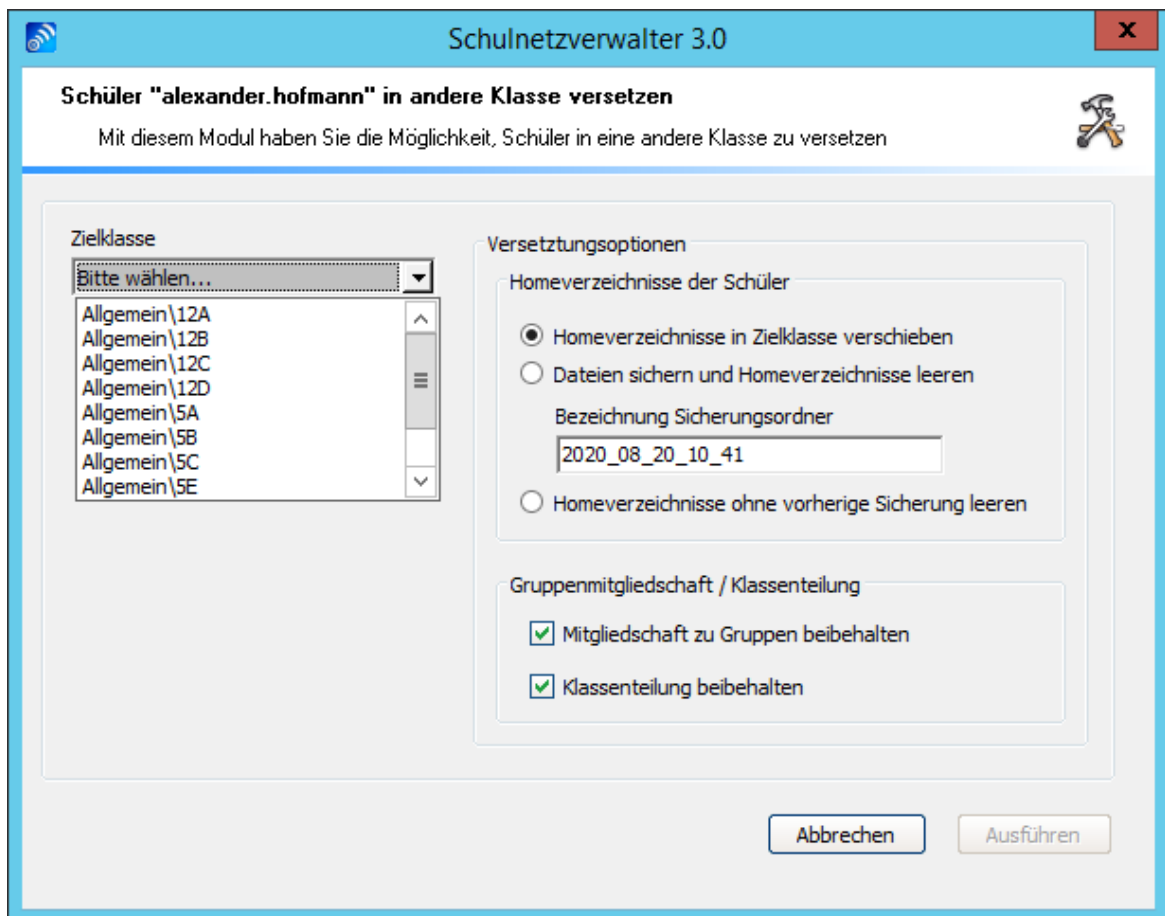 Schulnetzverwalter 3.0
x
Schüler "alexander.hofmann" in andere Klasse versetzen
Mit diesem Modul haben Sie die Möglichkeit, Schüler in eine andere Klasse zu versetzen
Zielklasse
Bitte wählen...
Allgemein\12A
Allgemein\12B
Allgemein\12C
Allgemein\12D
Allgemein\5A
Allgemein\5B
Allgemein\5C
Allgemein\5E
Versetztungsoptionen
Homeverzeichnisse der Schüler
Homeverzeichnisse in Zielklasse verschieben
Dateien sichern und Homeverzeichnisse leeren
Bezeichnung Sicherungsordner
2020_08_20_10_41
Homeverzeichnisse ohne vorherige Sicherung leeren
Gruppenmitgliedschaft / Klassenteilung
Mitgliedschaft zu Gruppen beibehalten
Klassenteilung beibehalten
Abbrechen
Ausführen